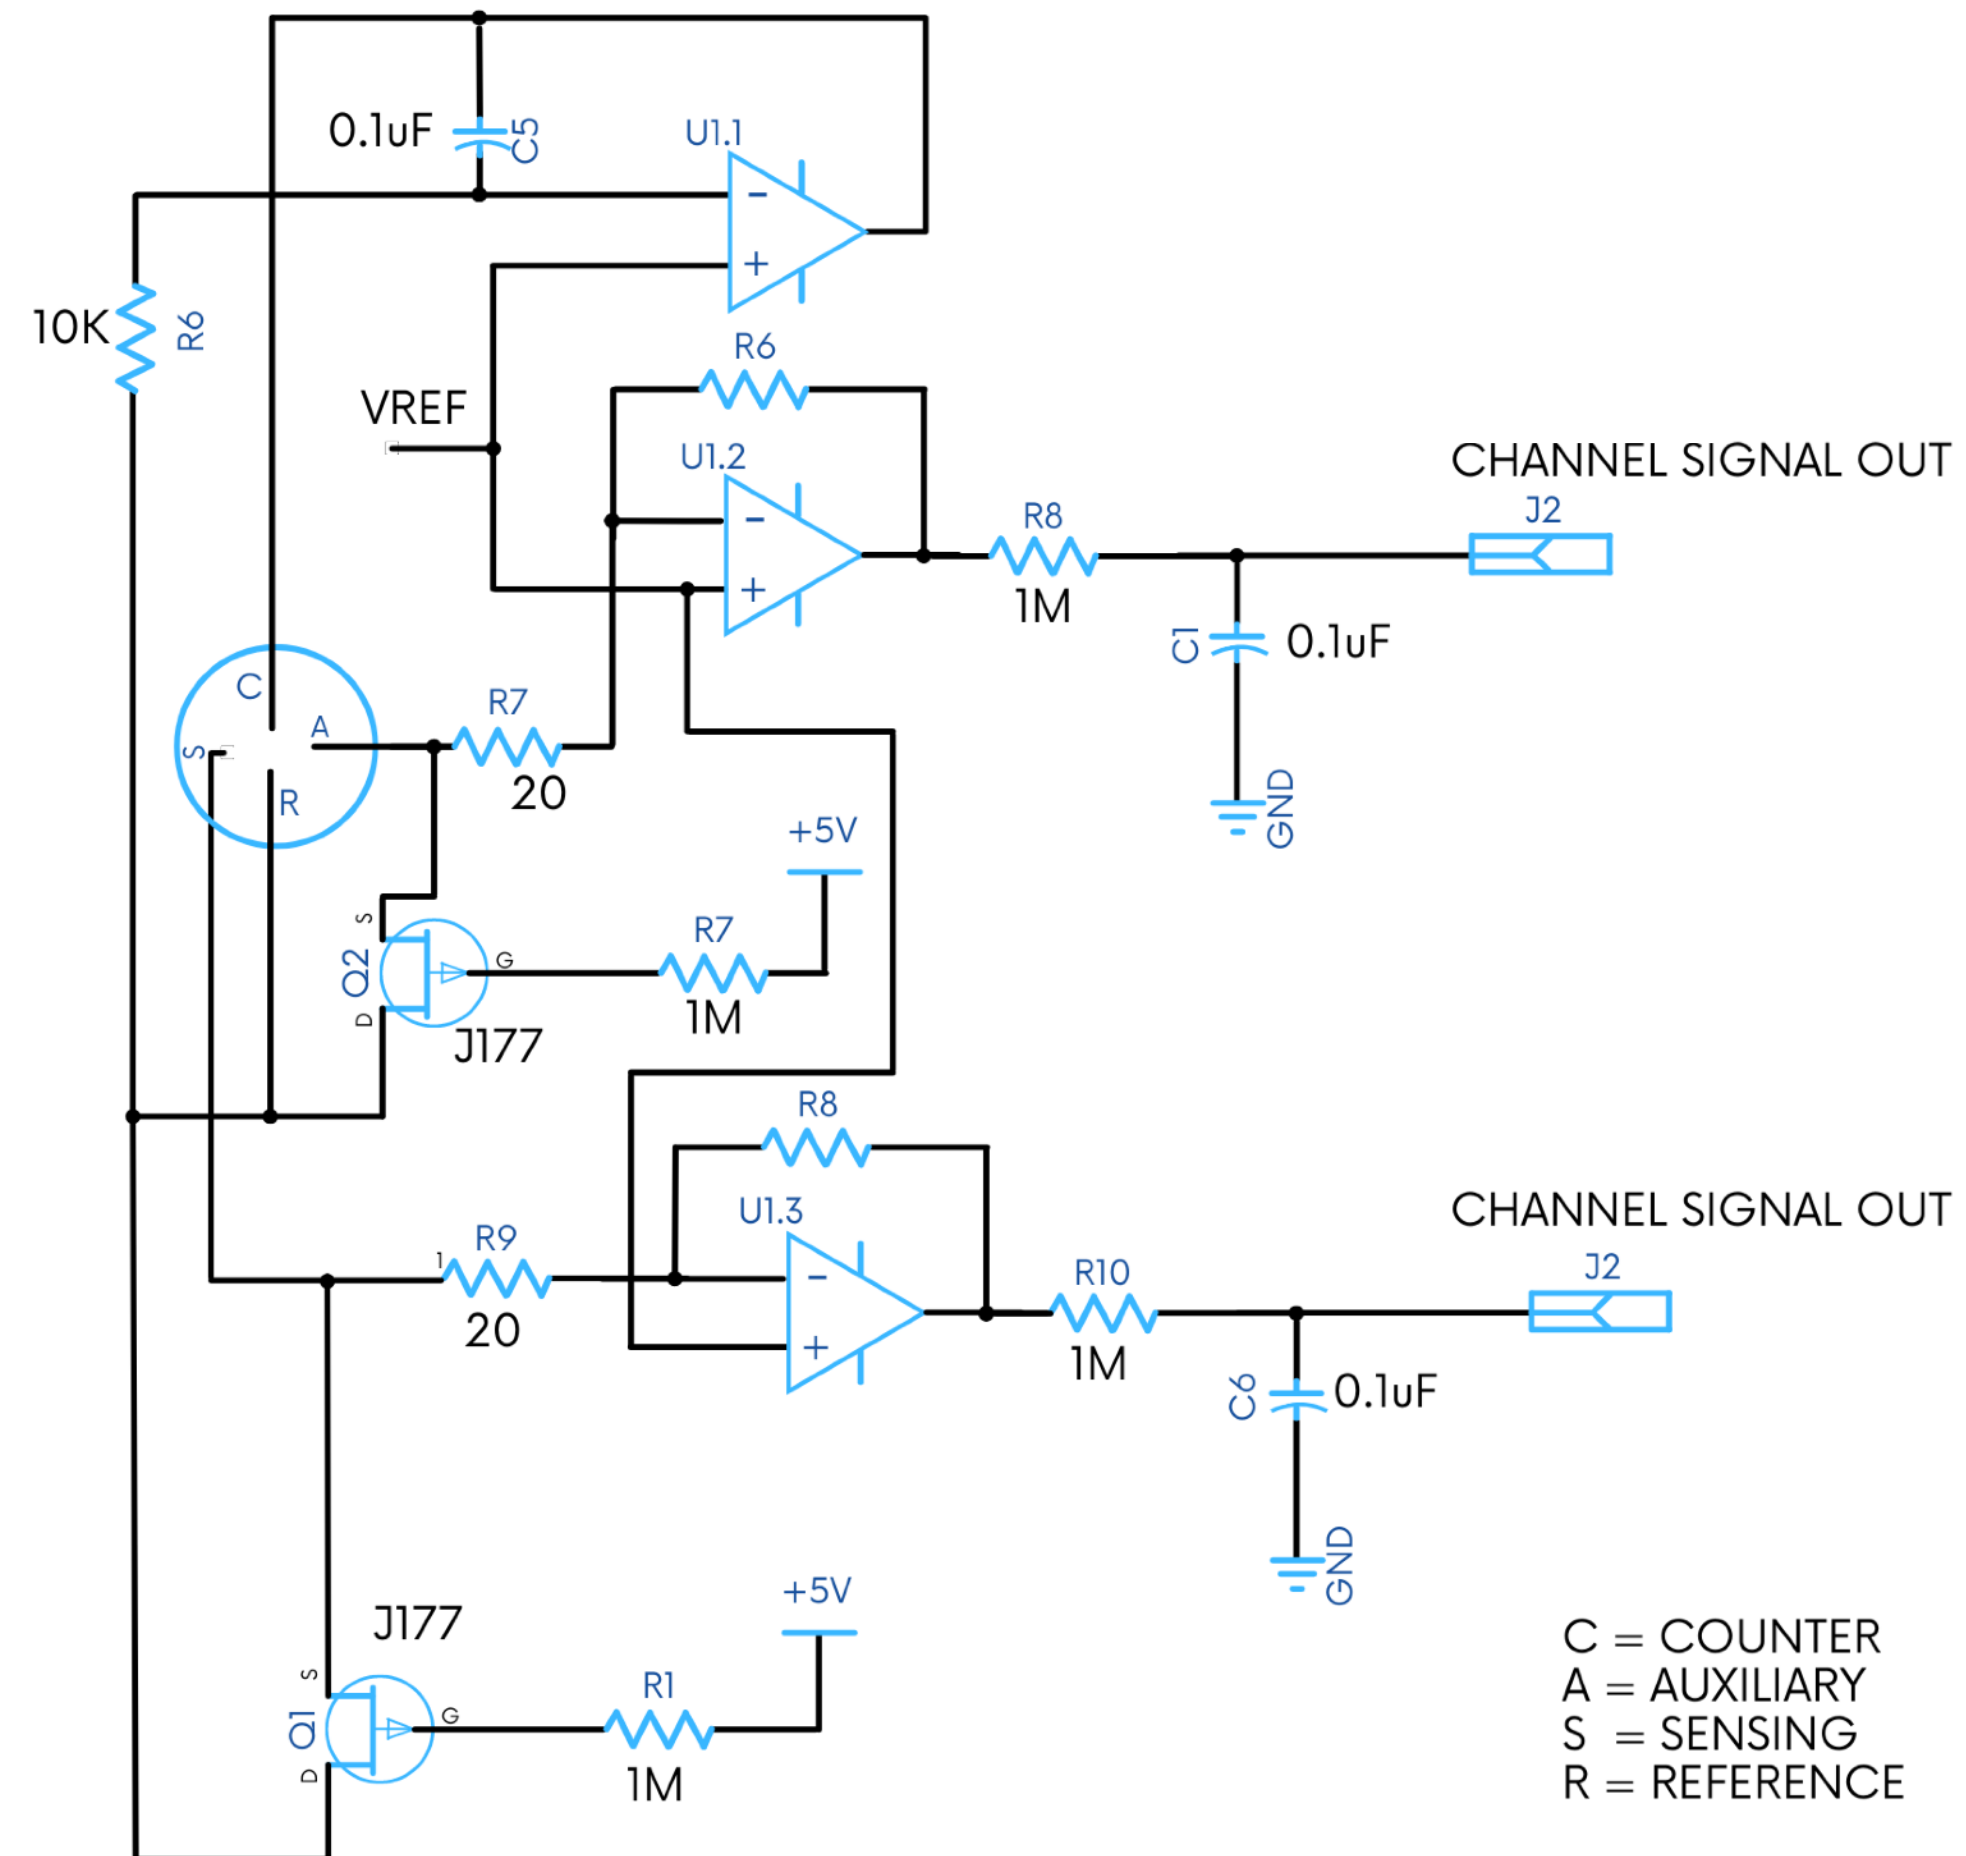 0.1uF
C5
U1.1
-
+
10K
R6
R6
VREF
U1.2
-
+
CHANNEL SIGNAL OUT
J2
R8
1M
C1
0.1uF
GND
C
A
S
R
R7
20
+5V
S
Q2
G
D
R7
1M
J177
R8
U1.3
-
+
CHANNEL SIGNAL OUT
J2
1
R9
20
R10
1M
C6
0.1uF
GND
+5V
J177
S
Q1
G
D
R1
1M
C = COUNTER
A = AUXILIARY
S = SENSING
R = REFERENCE